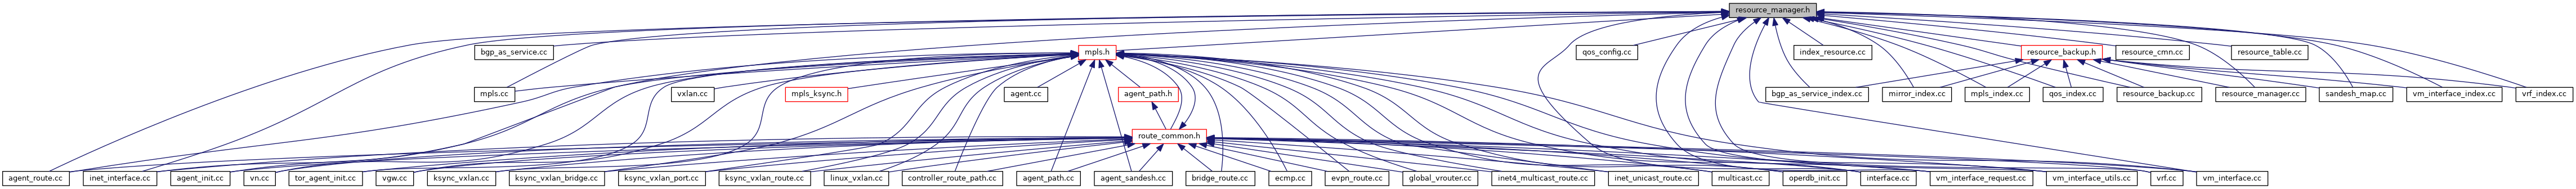 resource_manager.h
bgp_as_service.cc
mpls.h
qos_config.cc
index_resource.cc
resource_backup.h
resource_cmn.cc
resource_table.cc
mpls.cc
vxlan.cc
mpls_ksync.h
agent.cc
agent_path.h
bgp_as_service_index.cc
mirror_index.cc
mpls_index.cc
qos_index.cc
resource_backup.cc
resource_manager.cc
sandesh_map.cc
vm_interface_index.cc
vrf_index.cc
route_common.h
agent_route.cc
inet_interface.cc
agent_init.cc
vn.cc
tor_agent_init.cc
vgw.cc
ksync_vxlan.cc
ksync_vxlan_bridge.cc
ksync_vxlan_port.cc
ksync_vxlan_route.cc
linux_vxlan.cc
controller_route_path.cc
agent_path.cc
agent_sandesh.cc
bridge_route.cc
ecmp.cc
evpn_route.cc
global_vrouter.cc
inet4_multicast_route.cc
inet_unicast_route.cc
multicast.cc
operdb_init.cc
interface.cc
vm_interface_request.cc
vm_interface_utils.cc
vrf.cc
vm_interface.cc